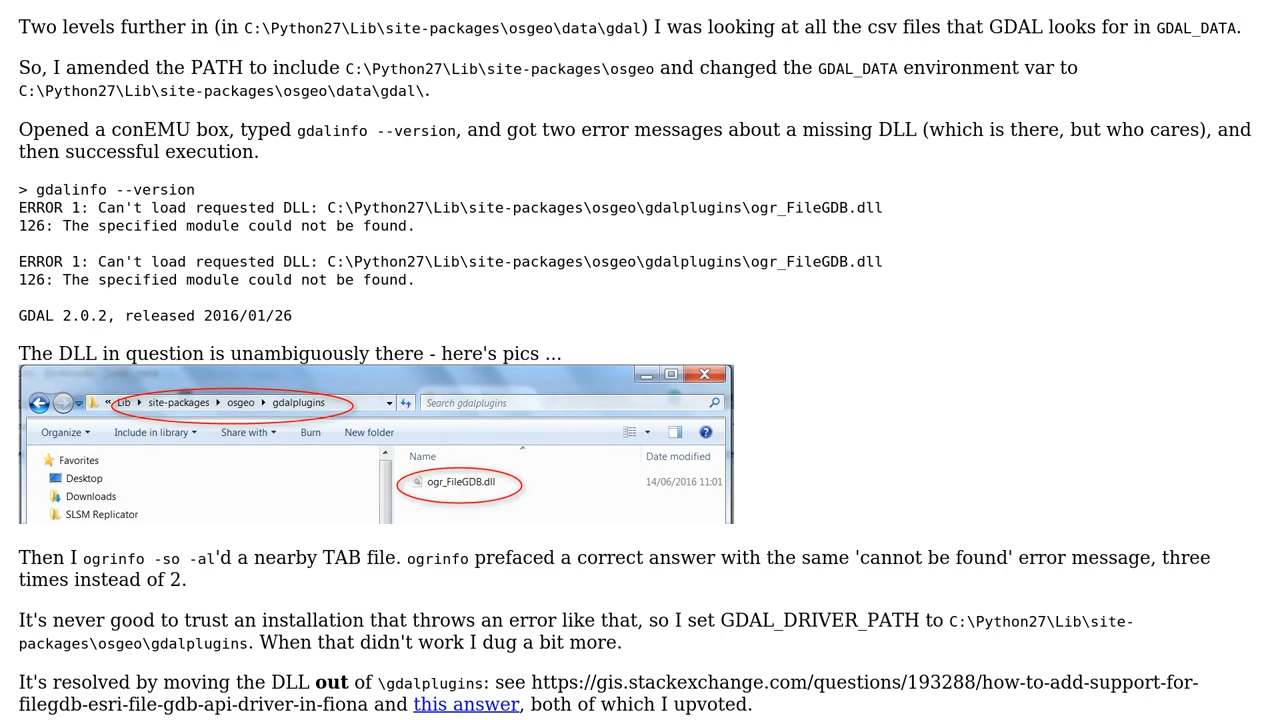 Two levels further in (in C:\Python27\Lib\site-packages\osgeo\data\gdal) I was looking at all the csv files that GDAL looks for in GDAL_DATA.
So, I amended the PATH to include C:\Python27\Lib\site-packages\osgeo and changed the GDAL_DATA environment var to
C:\Python27\Lib\site-packages\osgeo\data\gdal\.
Opened a conEMU box, typed gdalinfo --version, and got two error messages about a missing DLL (which is there, but who cares), and
then successful execution.
> gdalinfo --version
ERROR 1: Can't load requested DLL: C:\Python27\Lib\site-packages\osgeo\gdalplugins\ogr_FileGDB.dll
126: The specified module could not be found.
ERROR 1: Can't load requested DLL: C:\Python27\Lib\site-packages\osgeo\gdalplugins\ogr_FileGDB.dll
126: The specified module could not be found.
GDAL 2.0.2, released 2016/01/26
The DLL in question is unambiguously there - here's pics ...
« Lib site-packages osgeo gdalplugins Search gdalplugins
Organize Include in library Share with Burn New folder
Favorites Name Date modified
Desktop ogr_FileGDB.dll 14/06/2016 11:01
Downloads
SLSM Replicator
Then I ogrinfo -so -al'd a nearby TAB file. ogrinfo prefaced a correct answer with the same 'cannot be found' error message, three
times instead of 2.
It's never good to trust an installation that throws an error like that, so I set GDAL_DRIVER_PATH to C:\Python27\Lib\site-
packages\osgeo\gdalplugins. When that didn't work I dug a bit more.
It's resolved by moving the DLL out of \gdalplugins: see https://gis.stackexchange.com/questions/193288/how-to-add-support-for-
filegdb-esri-file-gdb-api-driver-in-fiona and this answer, both of which I upvoted.